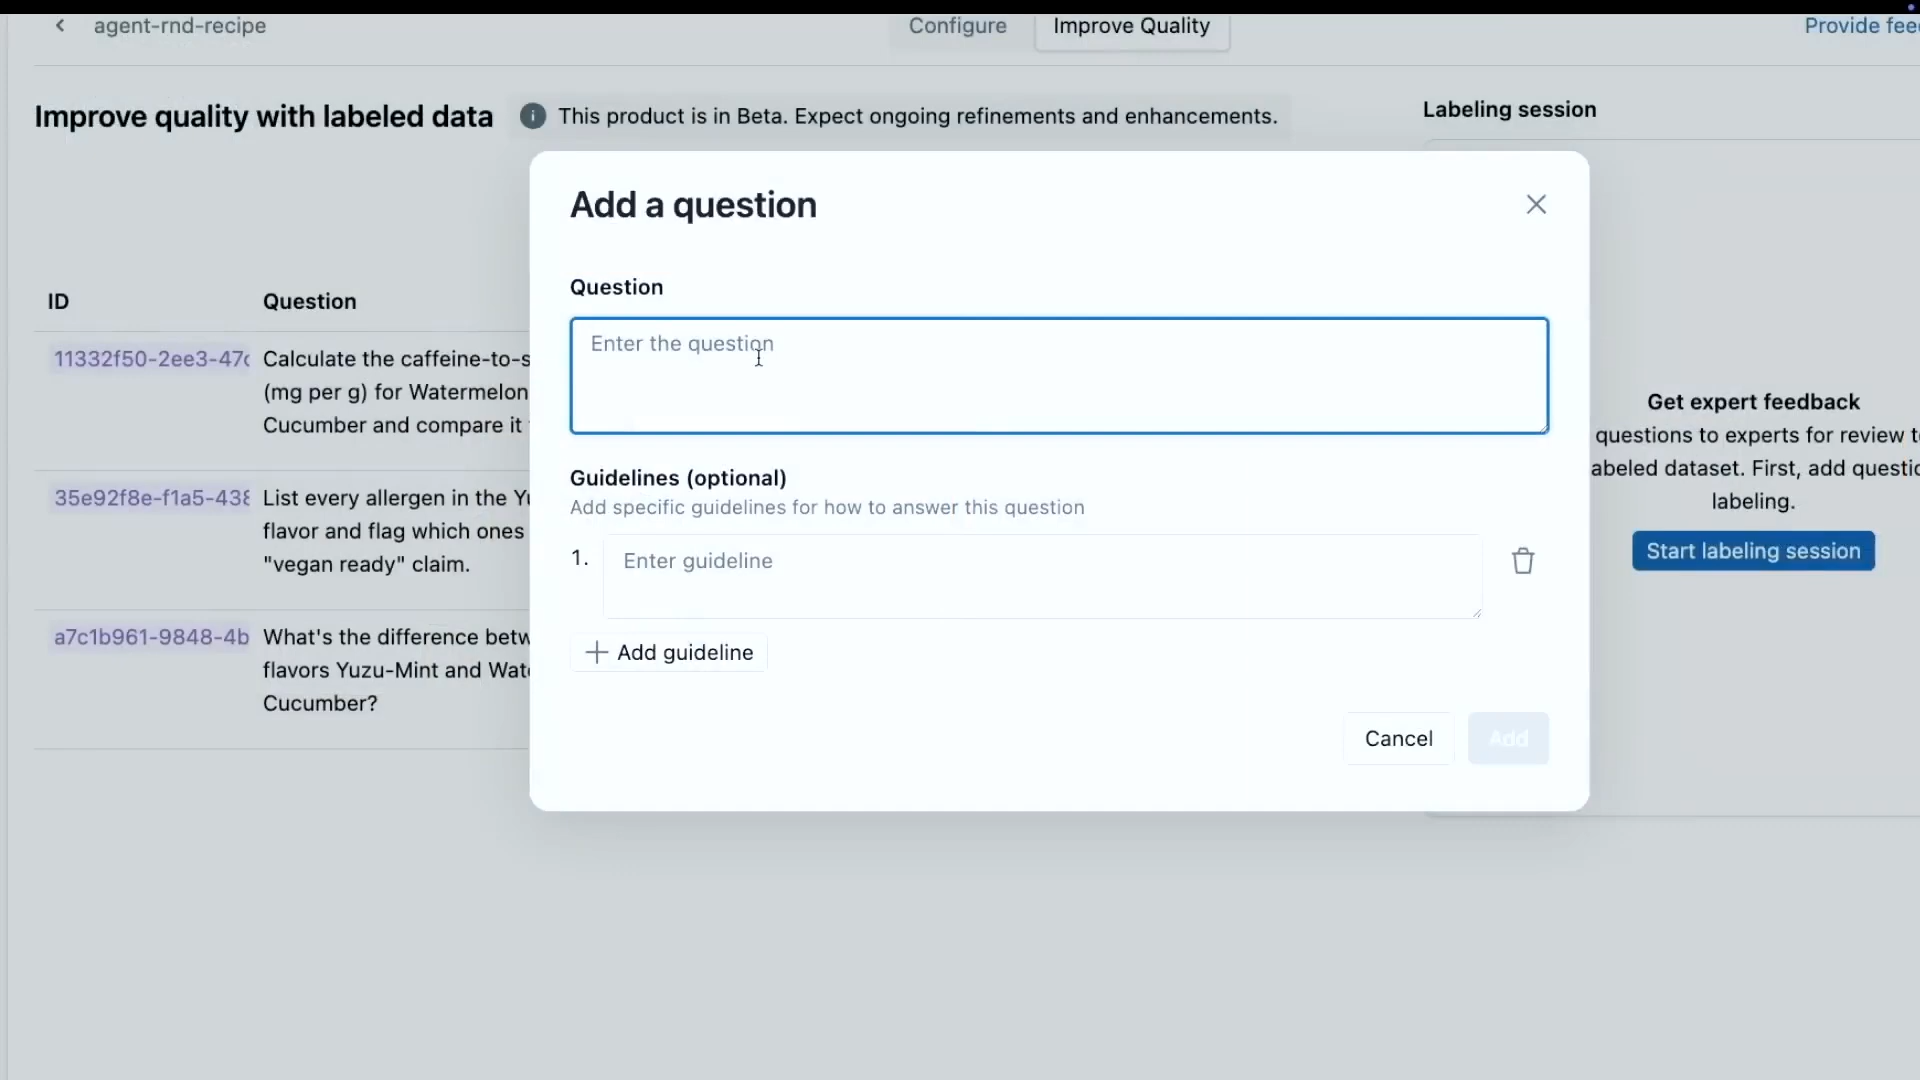 agent-rnd-recipe
Configure
Improve Quality
Provide fee
Improve quality with labeled data
This product is in Beta. Expect ongoing refinements and enhancements.
Labeling session
Add a question
Question
Enter the question
Guidelines (optional)
Add specific guidelines for how to answer this question
1.
Enter guideline
Add guideline
Cancel
Add
ID
Question
11332f50-2ee3-47c
Calculate the caffeine-to-s
(mg per g) for Watermelon
Cucumber and compare it
35e92f8e-f1a5-438
List every allergen in the Yu
flavor and flag which ones
"vegan ready" claim.
a7c1b961-9848-4b
What's the difference betw
flavors Yuzu-Mint and Wate
Cucumber?
Get expert feedback
questions to experts for review t
abeled dataset. First, add questio
labeling.
Start labeling session